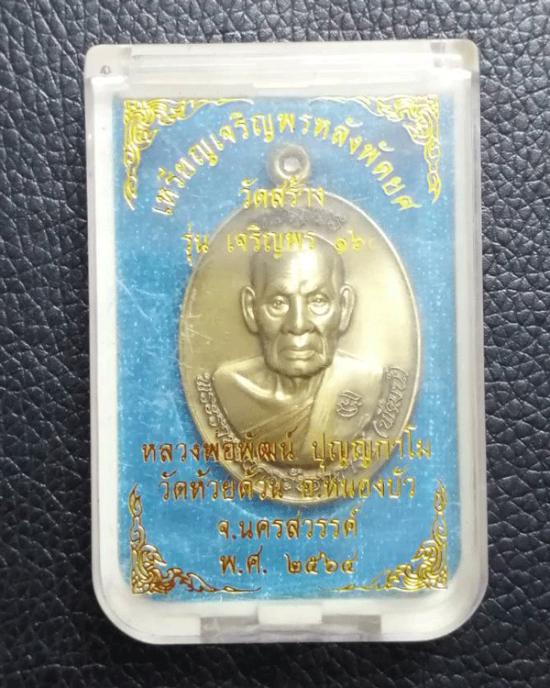 เหรียญเจริญพรหลังพัดยศ
วัดสร้าง
รุ่น เจริญพร ๑๖
หลวงพ่อพัฒน์ ปุญญกาโม
วัดห้วยด้วน อ.หนองบัว
จ.นครสวรรค์
พ.ศ. ๒๕๖๔